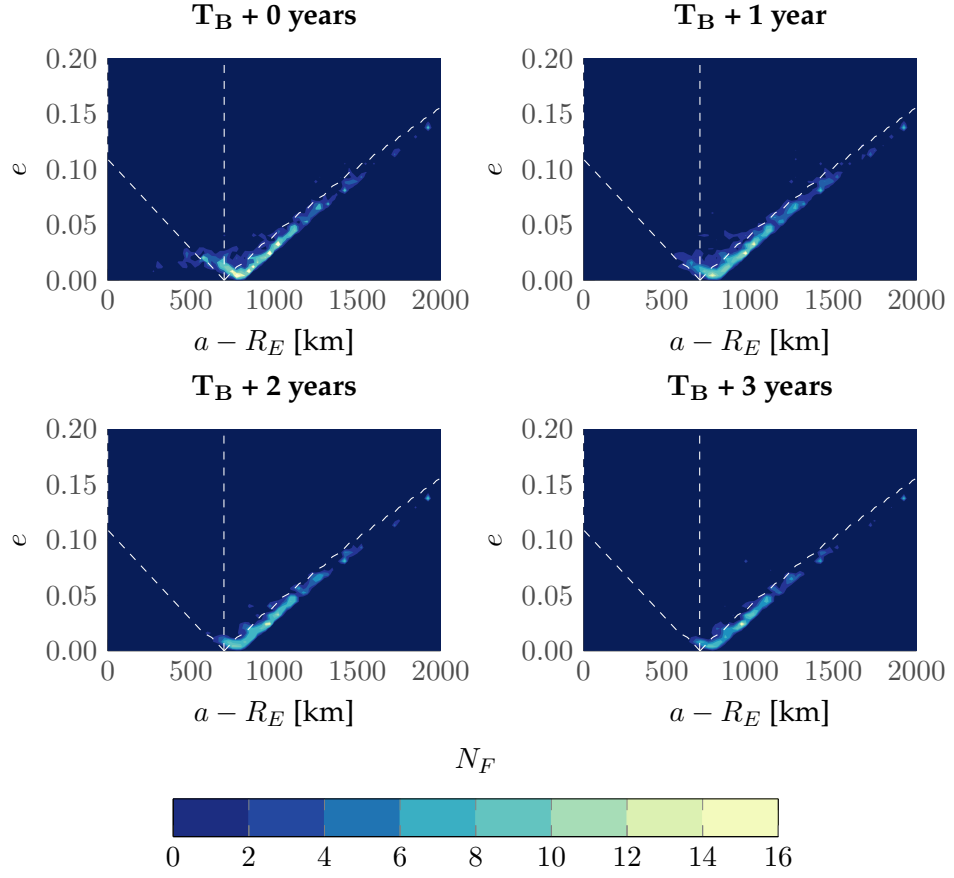 T_B + 0 years
T_B + 1 year
0.20
0.15
0.10
0.05
0.00
e
0 500 1000 1500 2000
a − R_E [km]
0.20
0.15
0.10
0.05
0.00
e
0 500 1000 1500 2000
a − R_E [km]
T_B + 2 years
T_B + 3 years
0.20
0.15
0.10
0.05
0.00
e
0 500 1000 1500 2000
a − R_E [km]
0.20
0.15
0.10
0.05
0.00
e
0 500 1000 1500 2000
a − R_E [km]
N_F
0 2 4 6 8 10 12 14 16